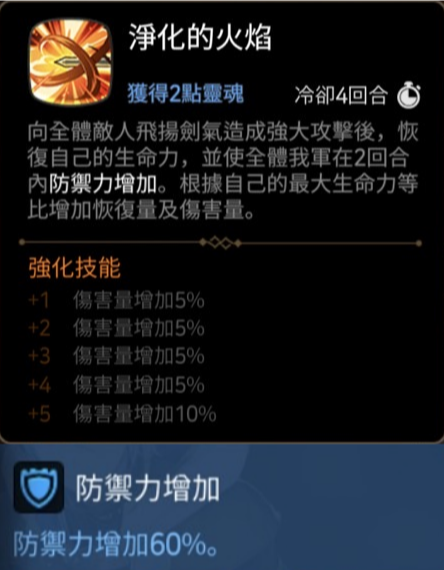 淨化的火焰
獲得2點靈魂 冷卻4回合
向全體敵人飛揚劍氣造成強大攻擊後，恢
復自己的生命力，並使全體我軍在2回合
內防禦力增加。根據自己的最大生命力等
比增加恢復量及傷害量。
強化技能
+1 傷害量增加5%
+2 傷害量增加5%
+3 傷害量增加5%
+4 傷害量增加5%
+5 傷害量增加10%
防禦力增加
防禦力增加60%。